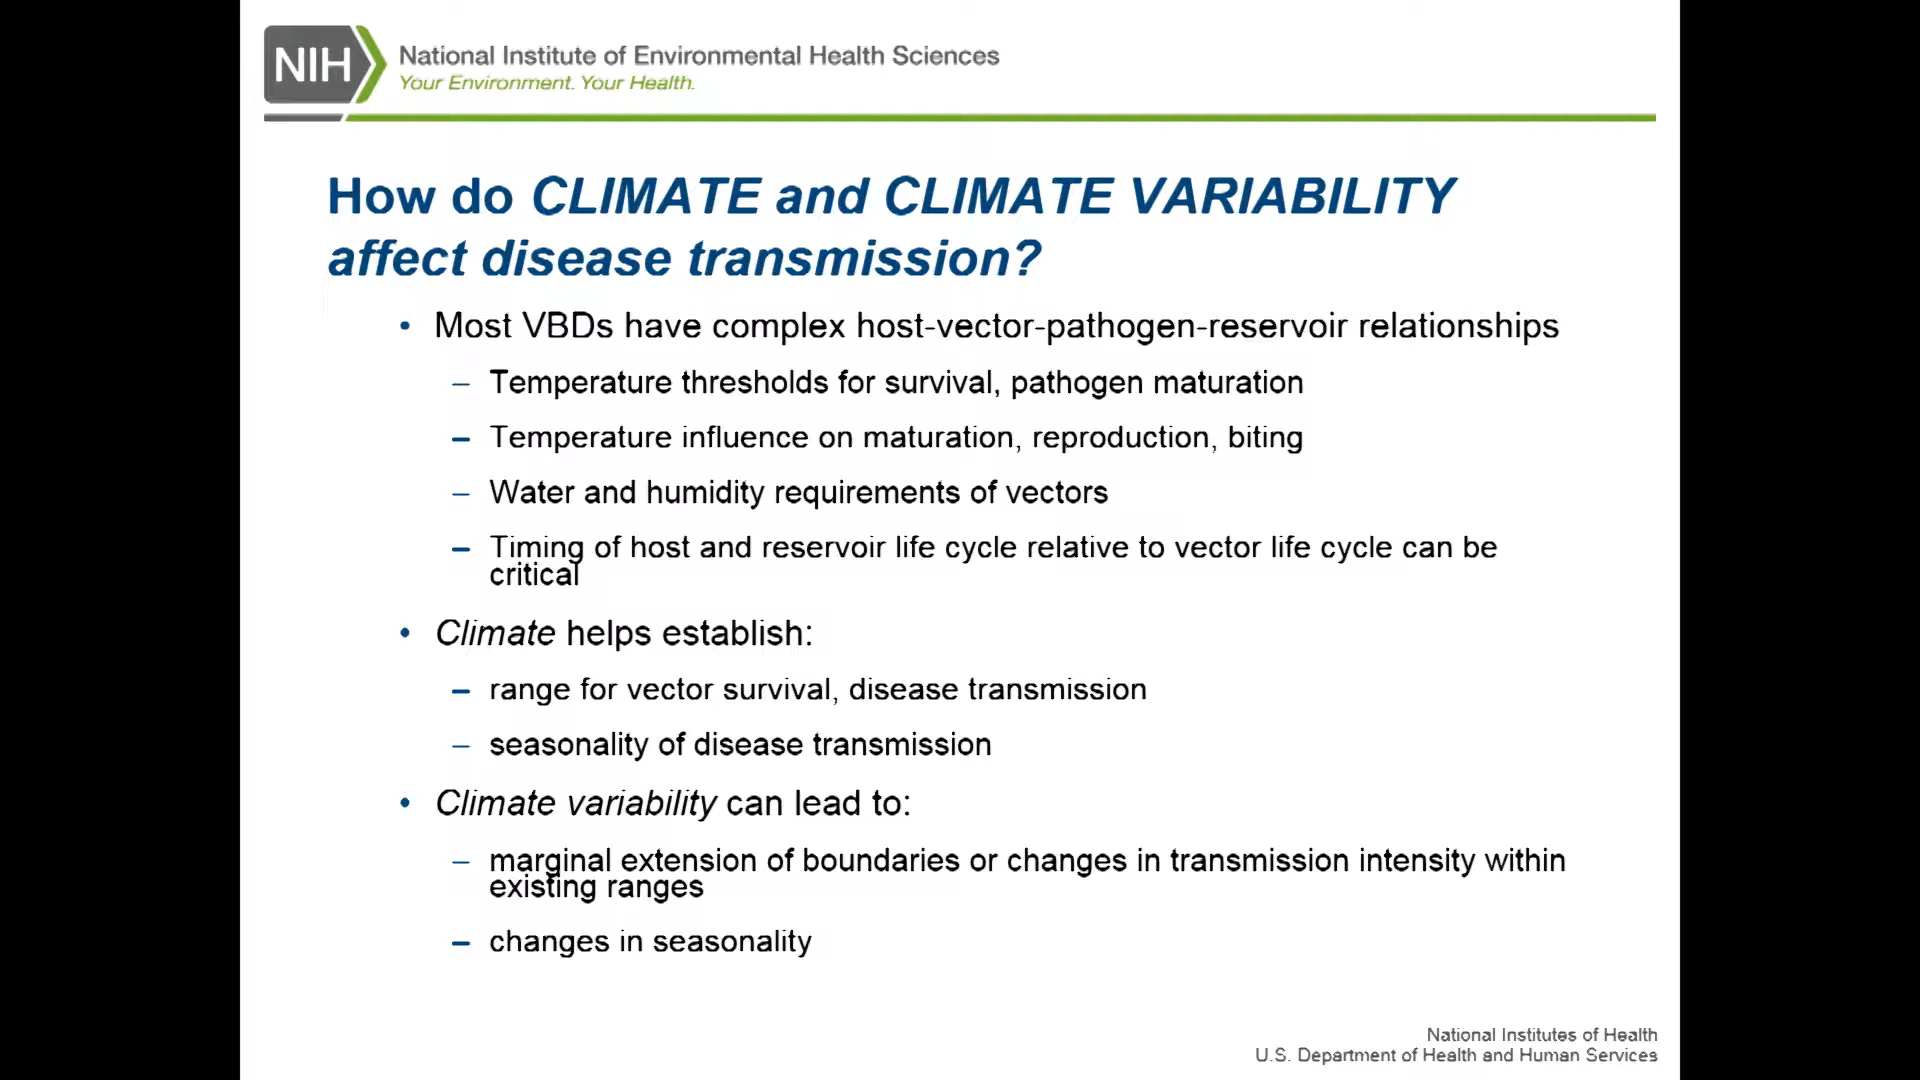 NIH
National Institute of Environmental Health Sciences
Your Environment. Your Health.
How do CLIMATE and CLIMATE VARIABILITY
affect disease transmission?
• Most VBDs have complex host-vector-pathogen-reservoir relationships
– Temperature thresholds for survival, pathogen maturation
– Temperature influence on maturation, reproduction, biting
– Water and humidity requirements of vectors
– Timing of host and reservoir life cycle relative to vector life cycle can be
critical
• Climate helps establish:
– range for vector survival, disease transmission
– seasonality of disease transmission
• Climate variability can lead to:
– marginal extension of boundaries or changes in transmission intensity within
existing ranges
– changes in seasonality
National Institutes of Health
U.S. Department of Health and Human Services